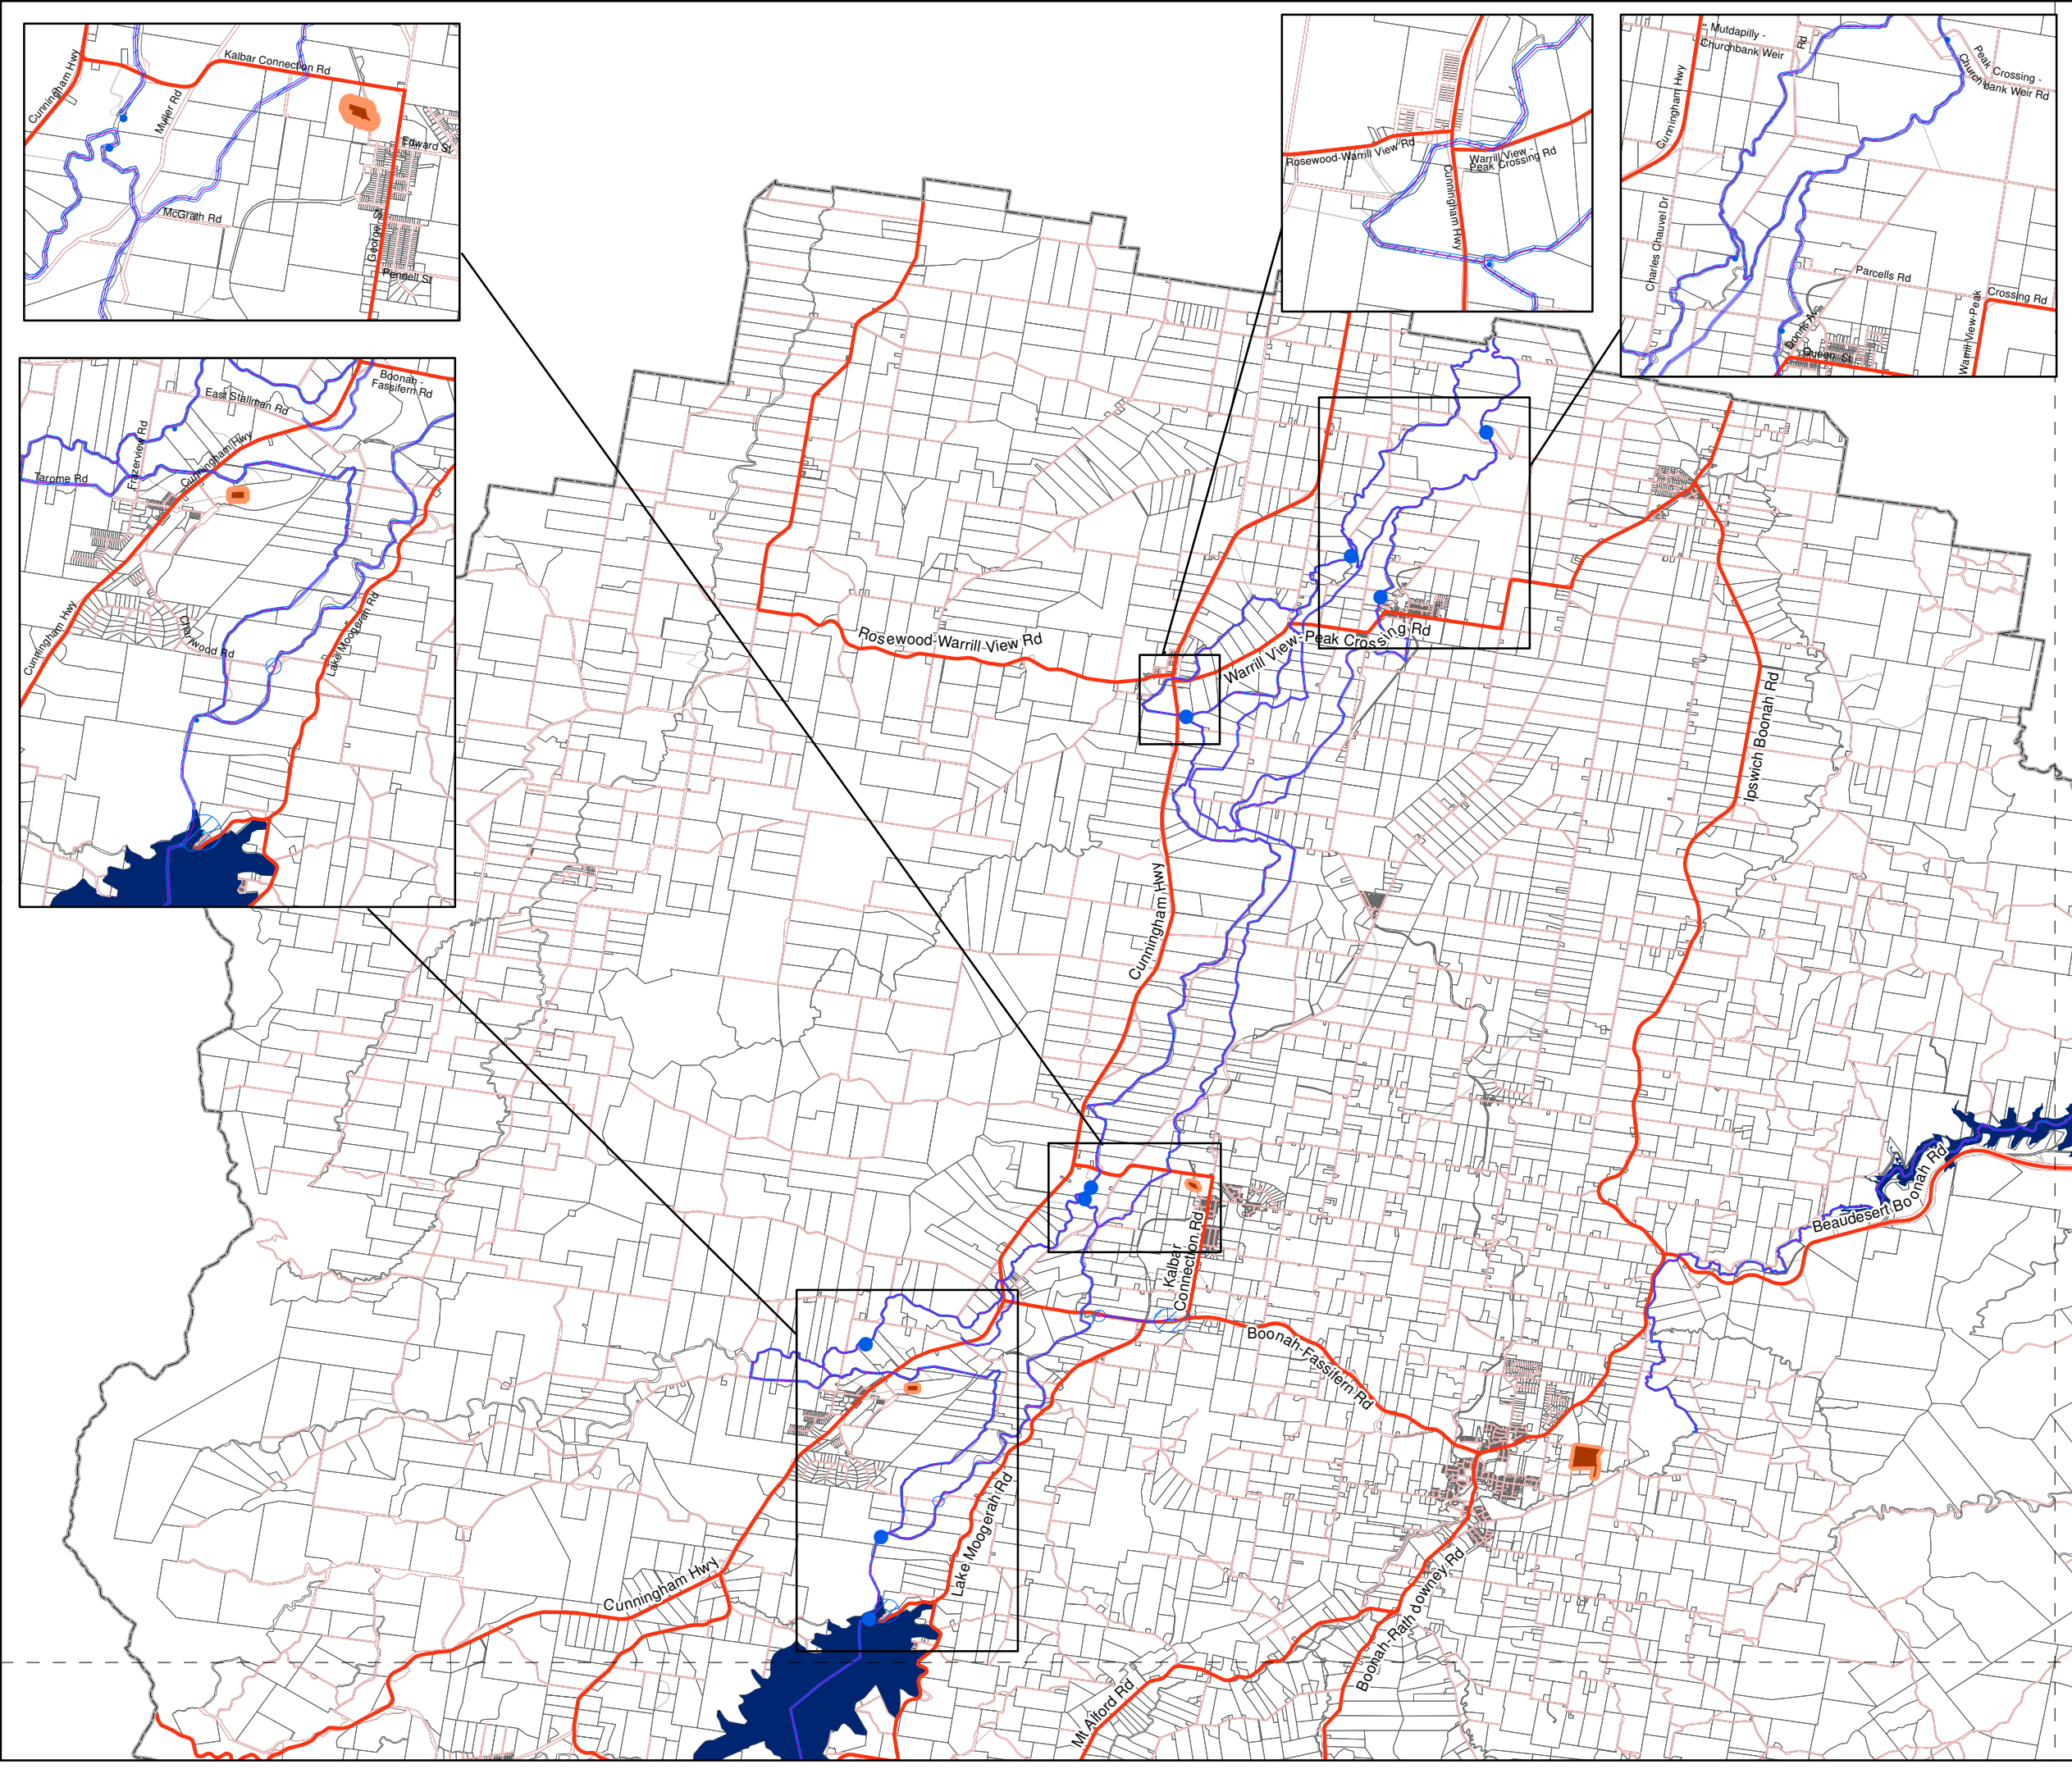 Cunningham Hwy
Kalbar Connection Rd
Muller Rd
Edward St
McGrath Rd
George St
Pennell St
Rosewood-Warrill View Rd
Warrill View -
Peak Crossing Rd
Cunningham Hwy
Mutdapilly -
Churchbank Weir
Rd
Peak Crossing -
Churchbank Weir Rd
Cunningham Hwy
Charles Chauvel Dr
Parcells Rd
Crossing Rd
Warrill View-Peak
Dunns Ave
Queen St
Boonah -
Fassifern Rd
East Stallman Rd
Frazerview Rd
Cunningham Hwy
Tarome Rd
Cunningham Hwy
Charlwood Rd
Lake Moogerah Rd
Rosewood-Warrill View Rd
Warrill View-Peak Crossing Rd
Ipswich Boonah Rd
Cunningham Hwy
Beaudesert Boonah Rd
Kalbar
Connection Rd
Boonah-Fassifern Rd
Lake Moogerah Rd
Cunningham Hwy
Boonah-Rathdowney Rd
Mt Alford Rd